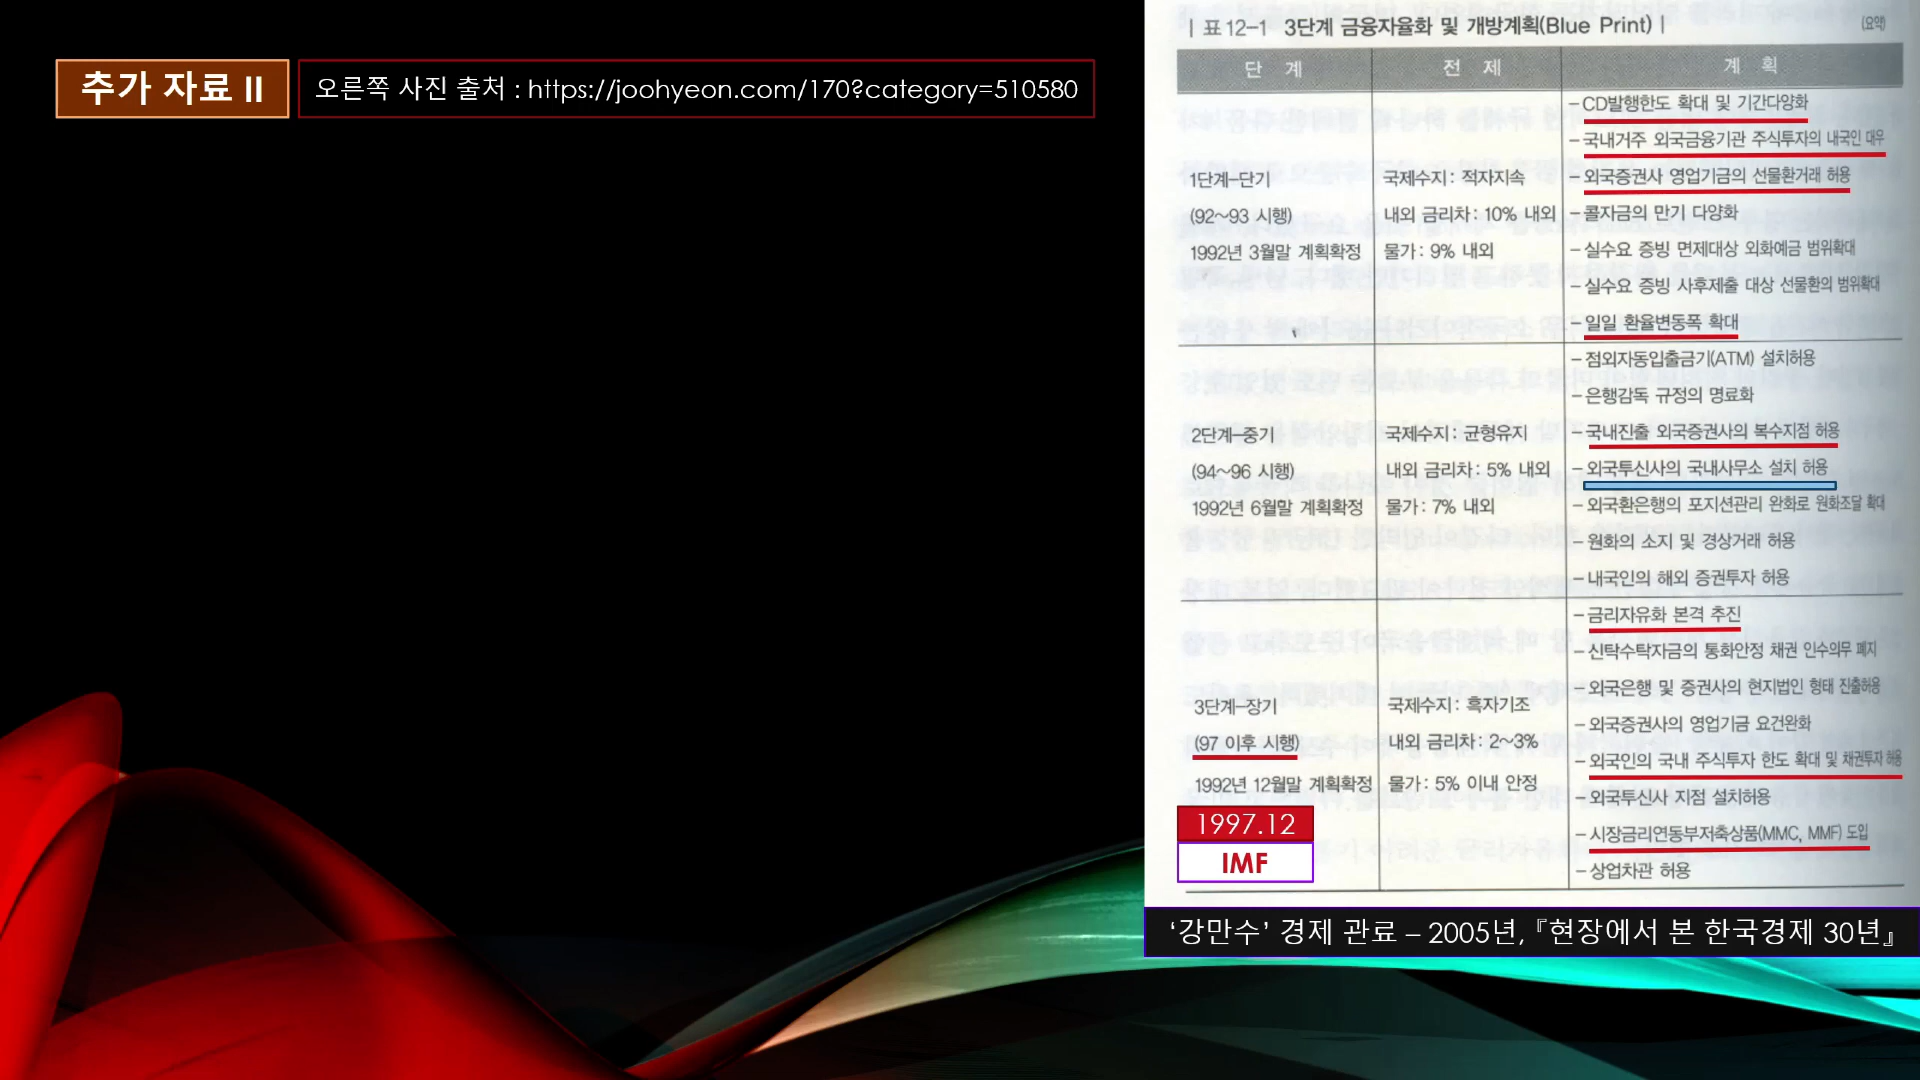 추가 자료 II
오른쪽 사진 출처 : https://joohyeon.com/170?category=510580
| 표 12-1 3단계 금융자율화 및 개방계획(Blue Print) |
(요약)
단 계
전 제
계 획
1단계-단기
(92~93 시행)
1992년 3월말 계획확정
국제수지 : 적자지속
내외 금리차 : 10% 내외
물가 : 9% 내외
- CD발행한도 확대 및 기간다양화
- 국내거주 외국금융기관 주식투자의 내국인 대우
- 외국증권사 영업기금의 선물환거래 허용
- 콜자금의 만기 다양화
- 실수요 증빙 면제대상 외화예금 범위확대
- 실수요 증빙 사후제출 대상 선물환의 범위확대
- 일일 환율변동폭 확대
2단계-중기
(94~96 시행)
1992년 6월말 계획확정
국제수지 : 균형유지
내외 금리차 : 5% 내외
물가 : 7% 내외
- 점외자동입출금기(ATM) 설치허용
- 은행감독 규정의 명료화
- 국내진출 외국증권사의 복수지점 허용
- 외국투신사의 국내사무소 설치 허용
- 외국환은행의 포지션관리 완화로 원화조달 확대
- 원화의 소지 및 경상거래 허용
- 내국인의 해외 증권투자 허용
3단계-장기
(97 이후 시행)
1992년 12월말 계획확정
국제수지 : 흑자기조
내외 금리차 : 2~3%
물가 : 5% 이내 안정
- 금리자유화 본격 추진
- 신탁수탁자금의 통화안정 채권 인수의무 폐지
- 외국은행 및 증권사의 현지법인 형태 진출허용
- 외국증권사의 영업기금 요건완화
- 외국인의 국내 주식투자 한도 확대 및 채권투자 허용
- 외국투신사 지점 설치허용
- 시장금리연동부저축상품(MMC, MMF) 도입
- 상업차관 허용
1997.12
IMF
‘강만수’ 경제 관료 – 2005년, 『현장에서 본 한국경제 30년』